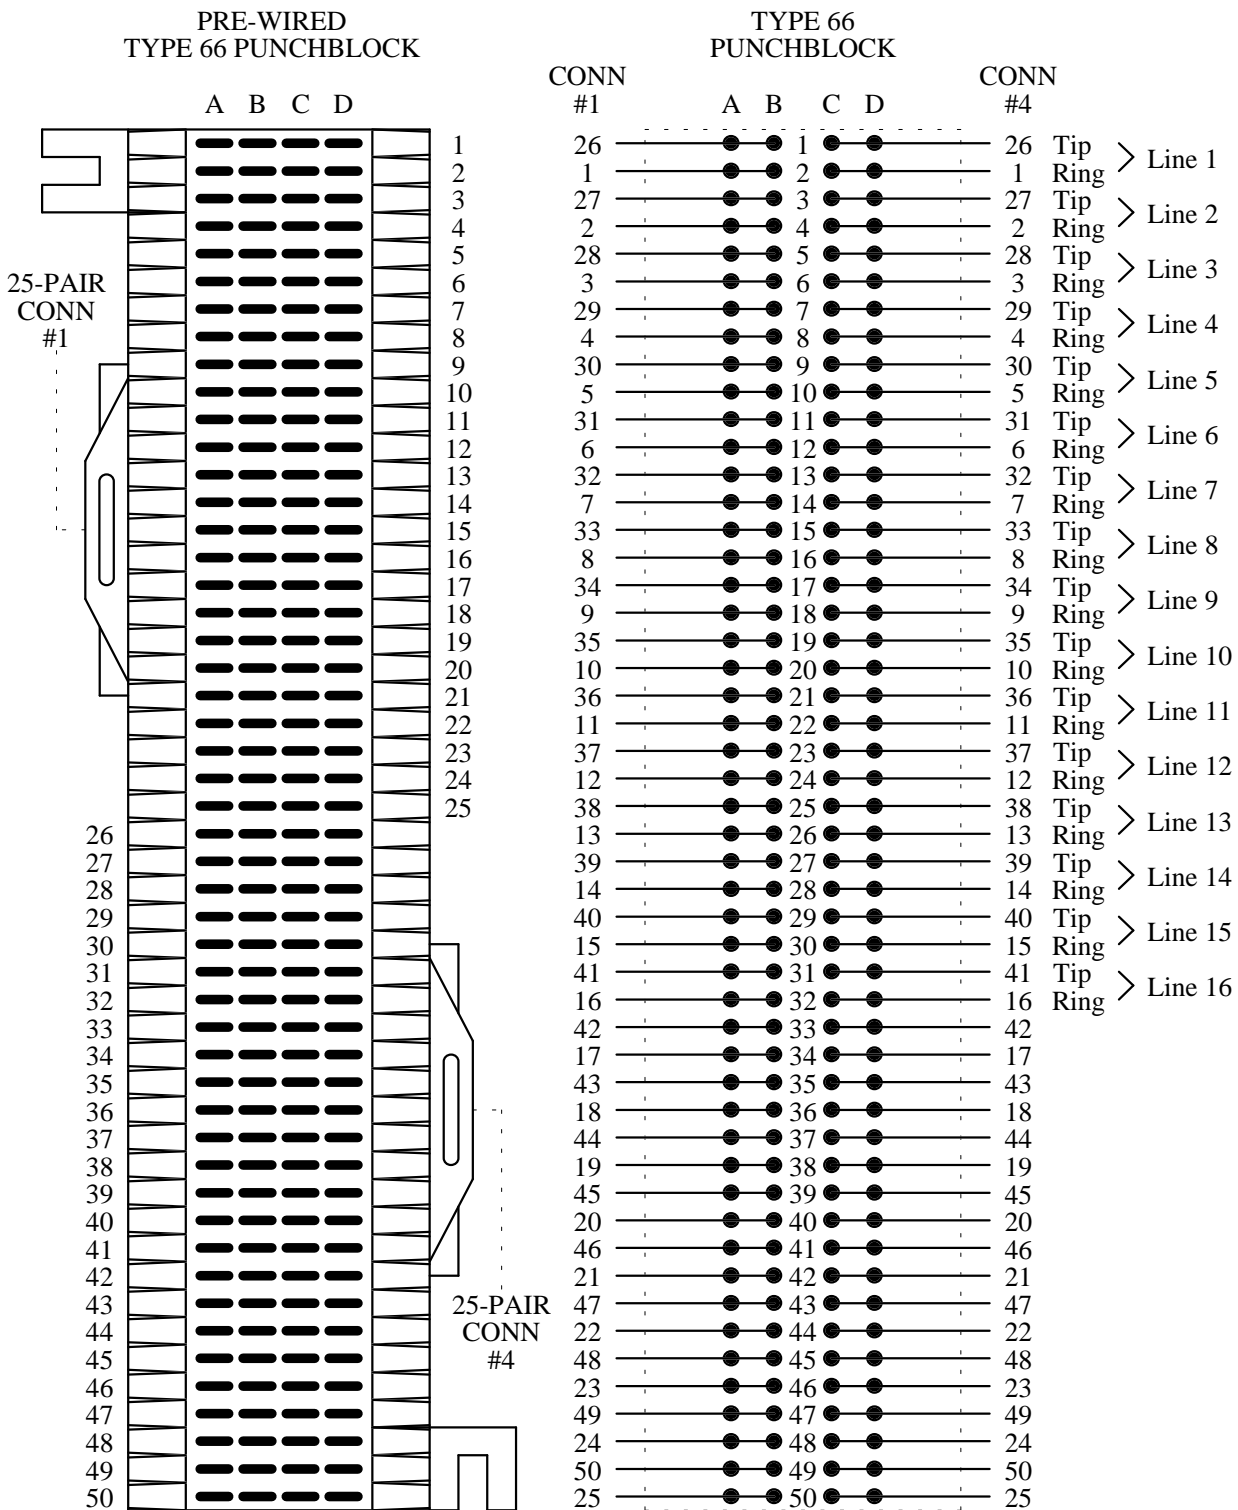 PRE-WIRED
TYPE 66 PUNCHBLOCK
TYPE 66
PUNCHBLOCK
CONN
#1
CONN
#4
A B C D
A B C D
1 26 1 26 Tip
2 1 2 1 Ring
Line 1
3 27 3 27 Tip
4 2 4 2 Ring
Line 2
5 28 5 28 Tip
6 3 6 3 Ring
Line 3
7 29 7 29 Tip
8 4 8 4 Ring
Line 4
25-PAIR
CONN
#1
9 30 9 30 Tip
10 5 10 5 Ring
Line 5
11 31 11 31 Tip
12 6 12 6 Ring
Line 6
13 32 13 32 Tip
14 7 14 7 Ring
Line 7
15 33 15 33 Tip
16 8 16 8 Ring
Line 8
17 34 17 34 Tip
18 9 18 9 Ring
Line 9
19 35 19 35 Tip
20 10 20 10 Ring
Line 10
21 36 21 36 Tip
22 11 22 11 Ring
Line 11
23 37 23 37 Tip
24 12 24 12 Ring
Line 12
25 38 25 38 Tip
26 13 26 13 Ring
Line 13
27 39 27 39 Tip
28 14 28 14 Ring
Line 14
29 40 29 40 Tip
30 15 30 15 Ring
Line 15
31 41 31 41 Tip
32 16 32 16 Ring
Line 16
33 42 33 42
34 17 34 17
35 43 35 43
36 18 36 18
37 44 37 44
38 19 38 19
39 45 39 45
40 20 40 20
41 46 41 46
42 21 42 21
25-PAIR
CONN
#4
43 47 43 47
44 22 44 22
45 48 45 48
46 23 46 23
47 49 47 49
48 24 48 24
49 50 49 50
50 25 50 25